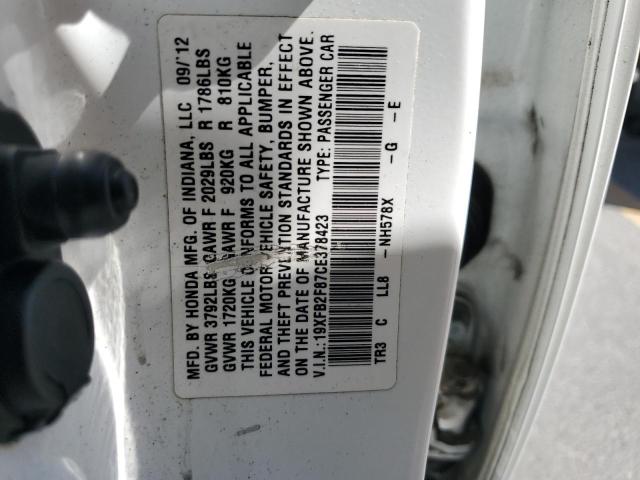 MFD. BY HONDA MFG. OF INDIANA, LLC 09/'12
GVWR 3792LBS GAWR F 2029LBS R 1786LBS
GVWR 1720KG GAWR F 920KG R 810KG
THIS VEHICLE CONFORMS TO ALL APPLICABLE
FEDERAL MOTOR VEHICLE SAFETY, BUMPER,
AND THEFT PREVENTION STANDARDS IN EFFECT
ON THE DATE OF MANUFACTURE SHOWN ABOVE.
V.I.N.: 19XFB2F87CE378423 TYPE: PASSENGER CAR
TR3 C LL8 -NH578X -G -E